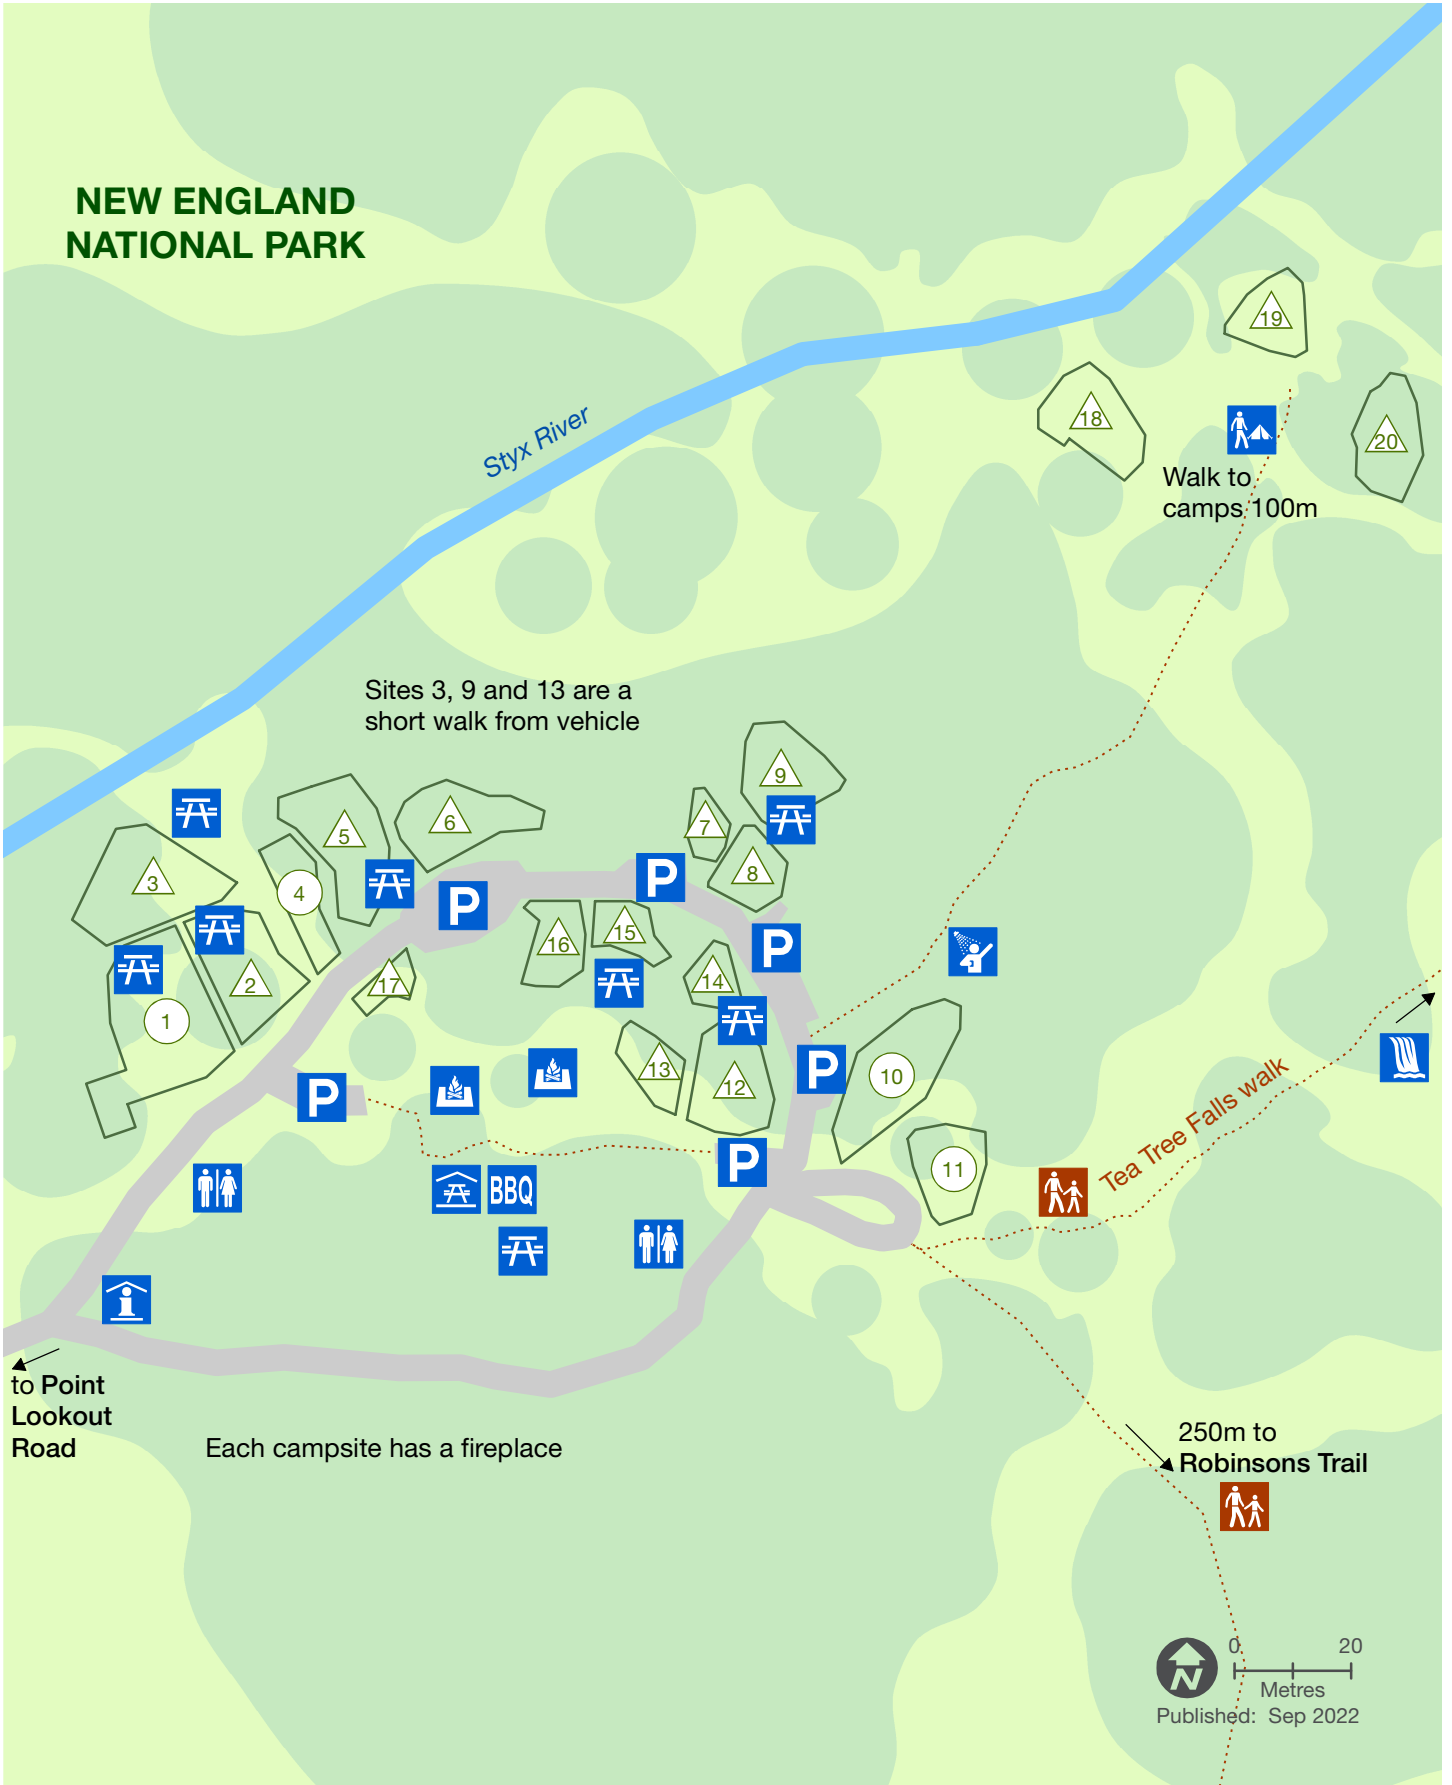 NEW ENGLAND
NATIONAL PARK
19
18
20
Styx River
Walk to
camps 100m
Sites 3, 9 and 13 are a
short walk from vehicle
9
5
6
7
3
4
8
P
P
16
15
P
2
17
14
1
13
12
P
10
P
BBQ
P
11
Tea Tree Falls walk
to Point
Lookout
Road
Each campsite has a fireplace
250m to
Robinsons Trail
N
0 20
Metres
Published: Sep 2022